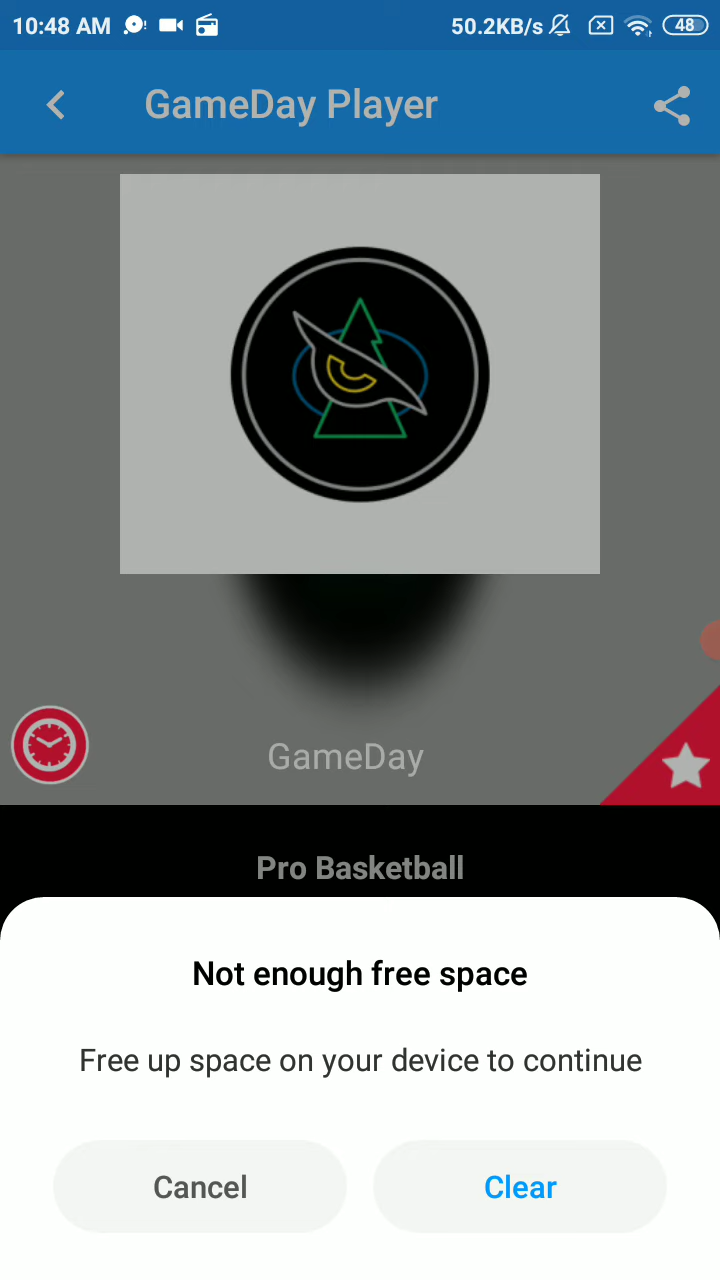 10:48 AM
50.2KB/s
48
GameDay Player
GameDay
Pro Basketball
Not enough free space
Free up space on your device to continue
Cancel
Clear